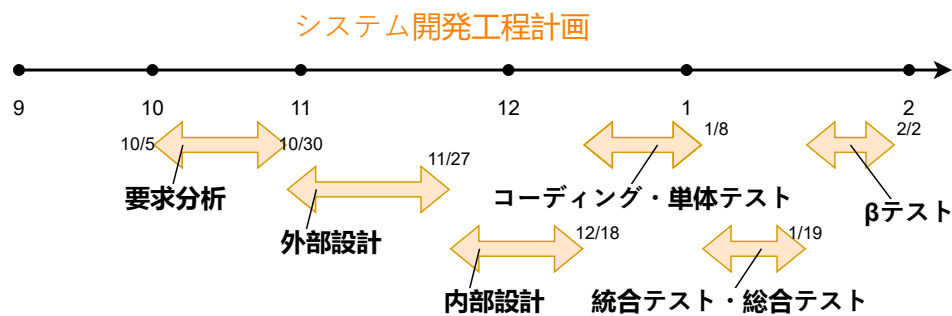 システム開発工程計画
9
10
11
12
1
2
10/5
10/30
11/27
1/8
2/2
要求分析
コーディング・単体テスト
βテスト
外部設計
12/18
1/19
内部設計
統合テスト・総合テスト